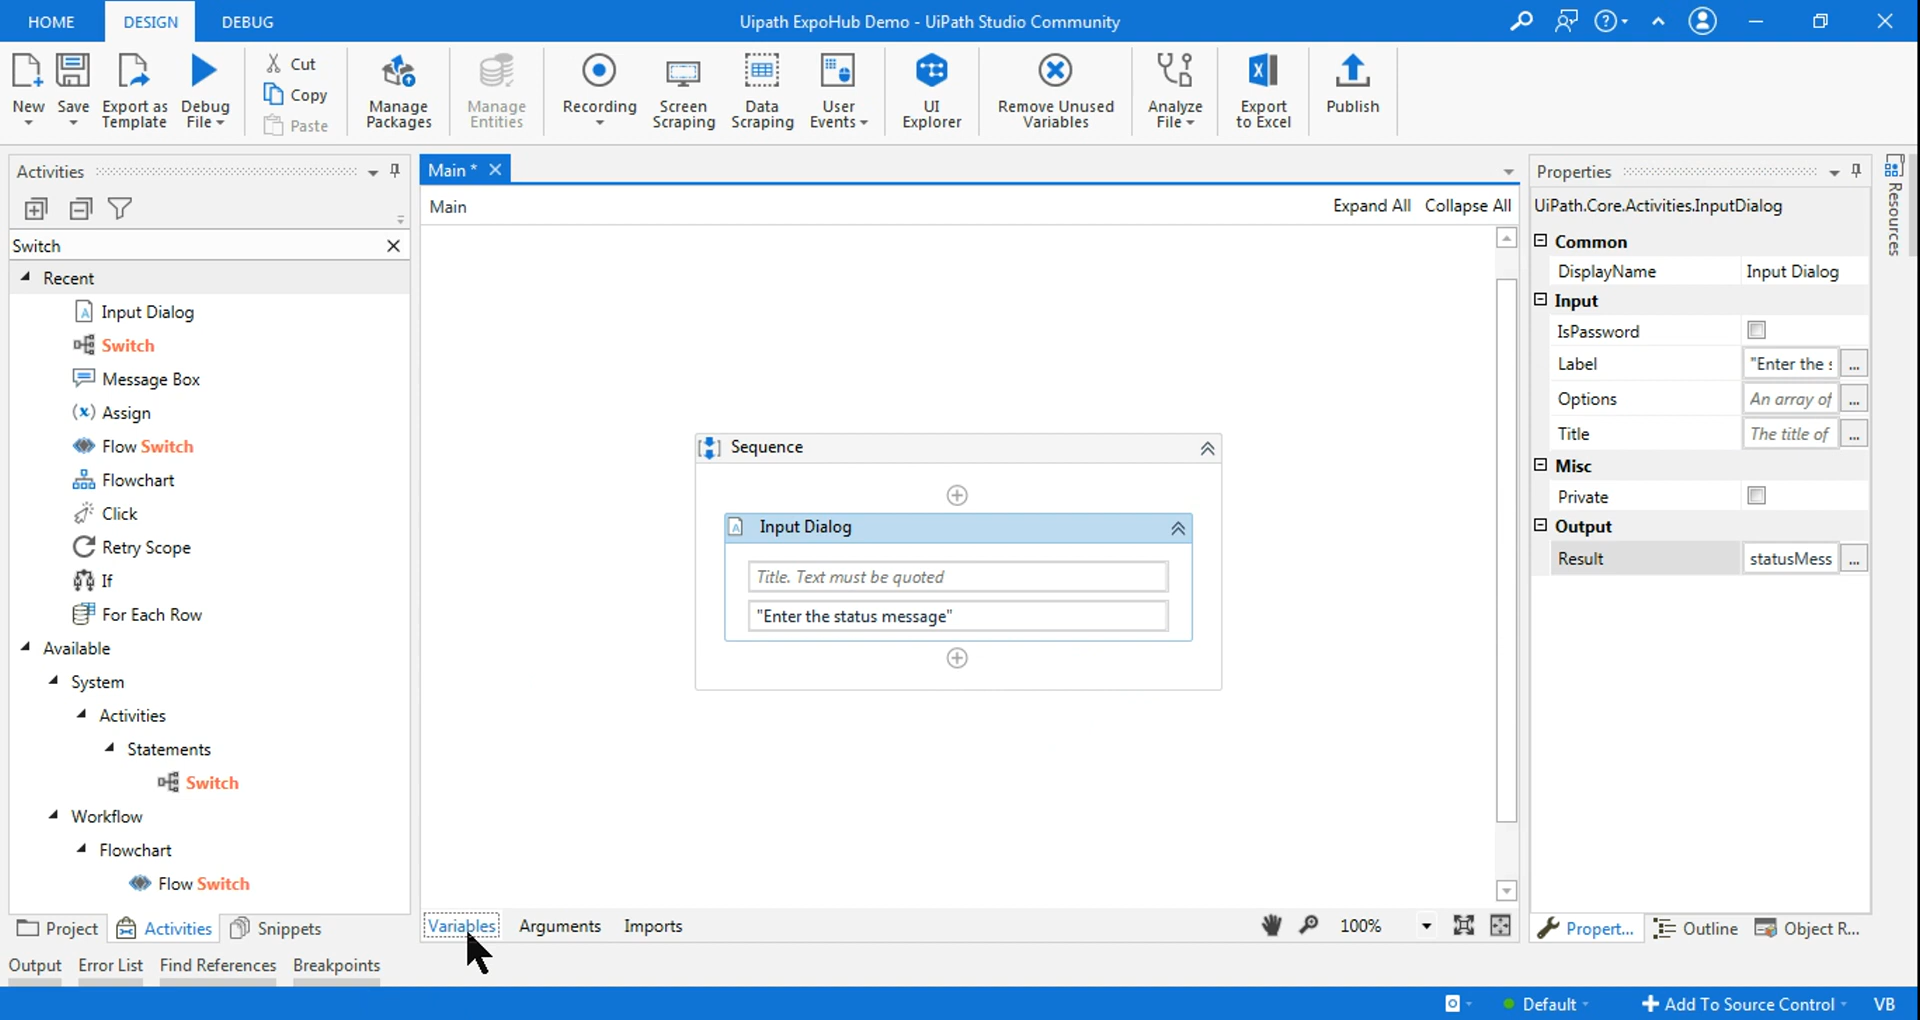 HOME DESIGN DEBUG Uipath ExpoHub Demo - UiPath Studio Community
New Save Export as Template Debug File
Cut
Copy
Paste
Manage Packages
Manage Entities
Recording Screen Scraping Data Scraping User Events
UI Explorer
Remove Unused Variables
Analyze File
Export to Excel
Publish
Activities
Switch
Recent
Input Dialog
Switch
Message Box
Assign
Flow Switch
Flowchart
Click
Retry Scope
If
For Each Row
Available
System
Activities
Statements
Switch
Workflow
Flowchart
Flow Switch
Project Activities Snippets
Main *
Main Expand All Collapse All
Sequence
Input Dialog
Title. Text must be quoted
"Enter the status message"
Variables Arguments Imports 100%
Properties
UiPath.Core.Activities.InputDialog
Common
DisplayName Input Dialog
Input
IsPassword
Label "Enter the s ...
Options An array of ...
Title The title of ...
Misc
Private
Output
Result statusMess ...
Propert... Outline Object R...
Resources
Output Error List Find References Breakpoints
Default Add To Source Control VB